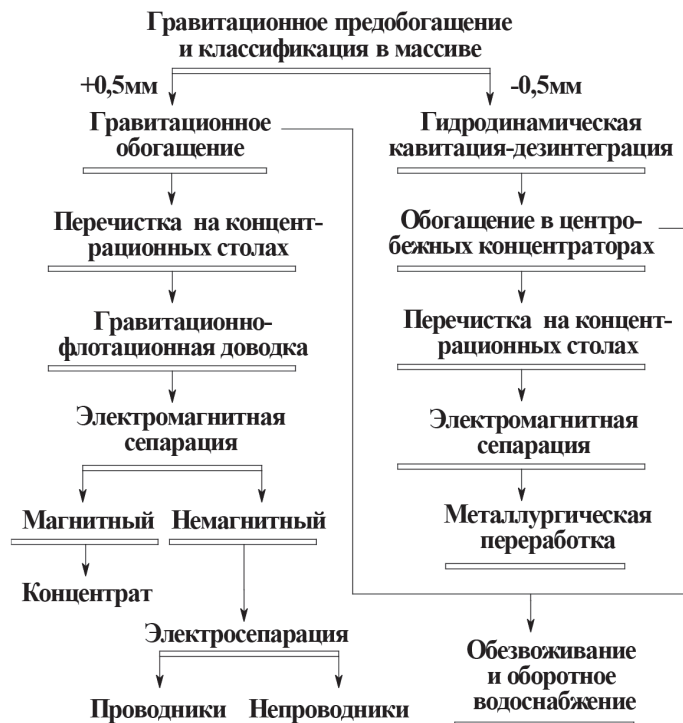 Гравитационное предобогащение
и классификация в массиве
+0,5мм
-0,5мм
Гравитационное
обогащение
Гидродинамическая
кавитация-дезинтеграция
Перечистка на концент-
рационных столах
Обогащение в центро-
бежных концентраторах
Гравитационно-
флотационная доводка
Перечистка на концент-
рационных столах
Электромагнитная
сепарация
Электромагнитная
сепарация
Магнитный
Немагнитный
Металлургическая
переработка
Концентрат
Электросепарация
Обезвоживание
и оборотное
водоснабжение
Проводники
Непроводники